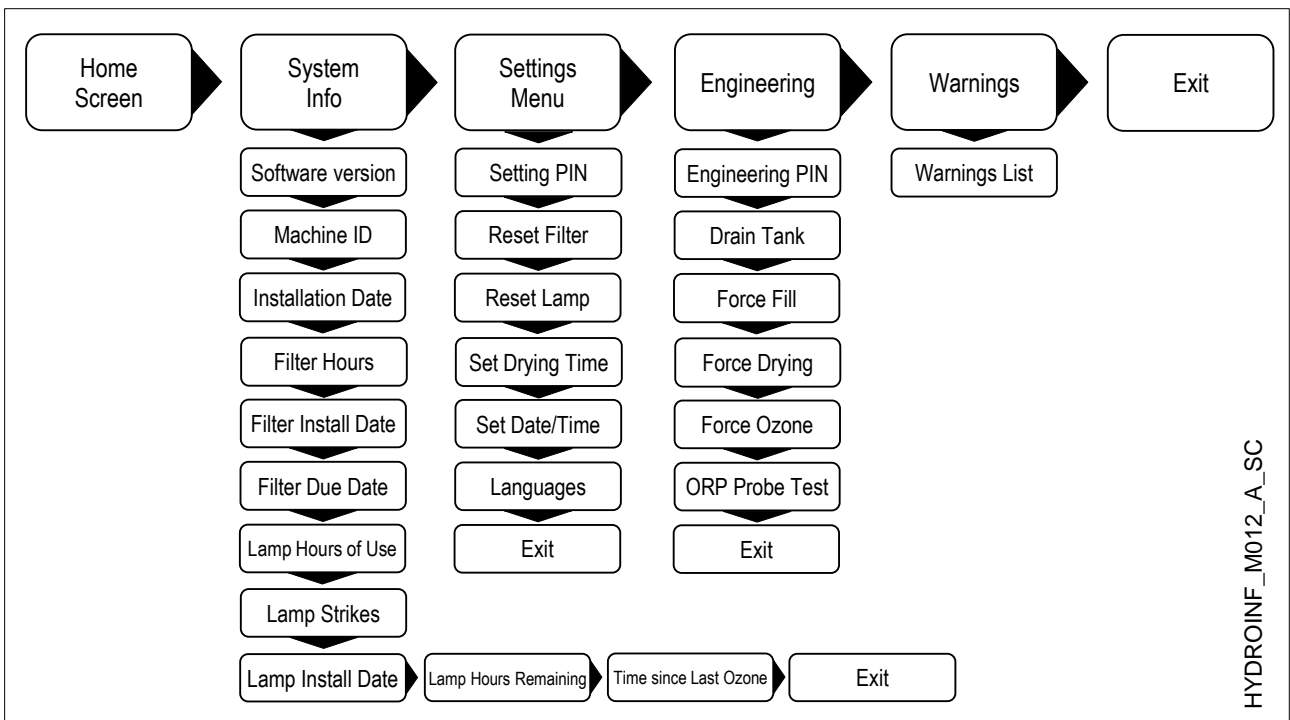 Home
Screen
System
Info
Settings
Menu
Engineering
Warnings
Exit
Software version
Machine ID
Installation Date
Filter Hours
Filter Install Date
Filter Due Date
Lamp Hours of Use
Lamp Strikes
Lamp Install Date
Lamp Hours Remaining
Time since Last Ozone
Exit
Setting PIN
Reset Filter
Reset Lamp
Set Drying Time
Set Date/Time
Languages
Exit
Engineering PIN
Drain Tank
Force Fill
Force Drying
Force Ozone
ORP Probe Test
Exit
Warnings List
HYDROINF_M012_A_SC